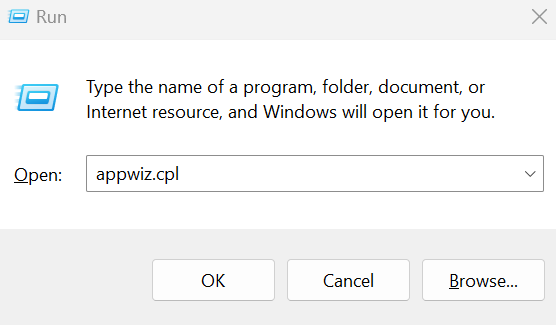 Run
Type the name of a program, folder, document, or
Internet resource, and Windows will open it for you.
Open: appwiz.cpl
OK Cancel Browse...